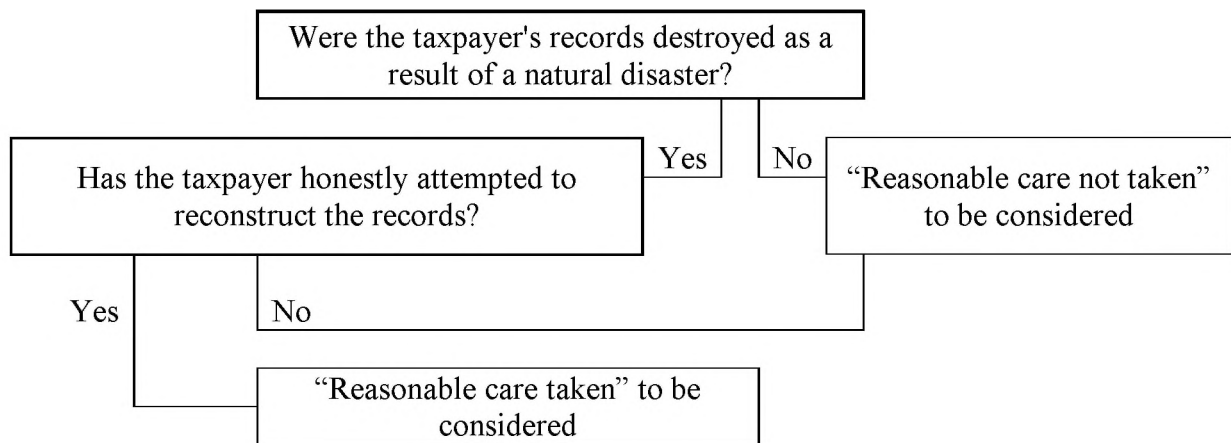 Were the taxpayer's records destroyed as a
result of a natural disaster?
Yes
No
Has the taxpayer honestly attempted to
reconstruct the records?
“Reasonable care not taken”
to be considered
Yes
No
“Reasonable care taken” to be
considered